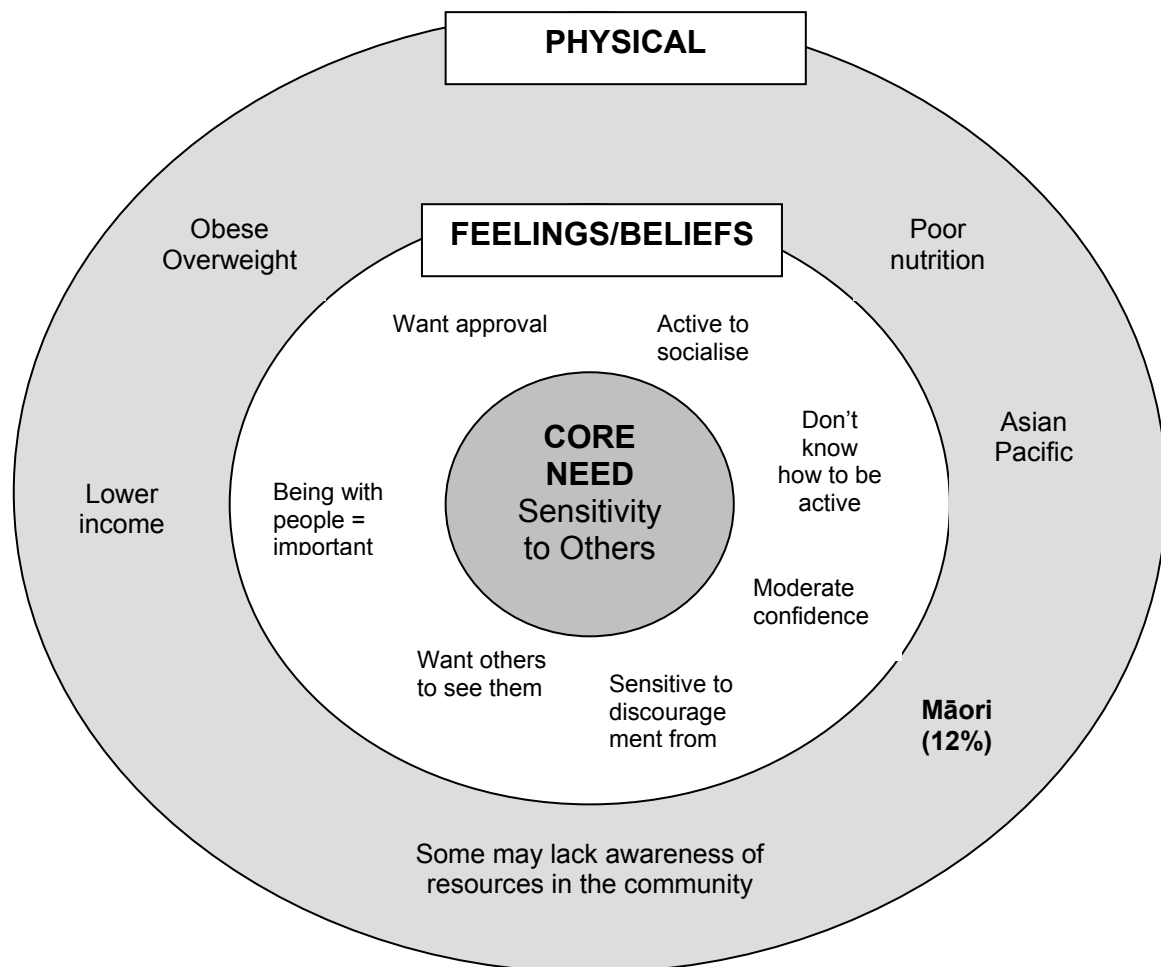 PHYSICAL
Obese
Overweight
Poor
nutrition
FEELINGS/BELIEFS
Want approval
Active to
socialise
Don’t
know
how to be
active
Asian
Pacific
Lower
income
Being with
people =
important
CORE
NEED
Sensitivity
to Others
Moderate
confidence
Want others
to see them
Sensitive to
discourage
ment from
Māori
(12%)
Some may lack awareness of
resources in the community